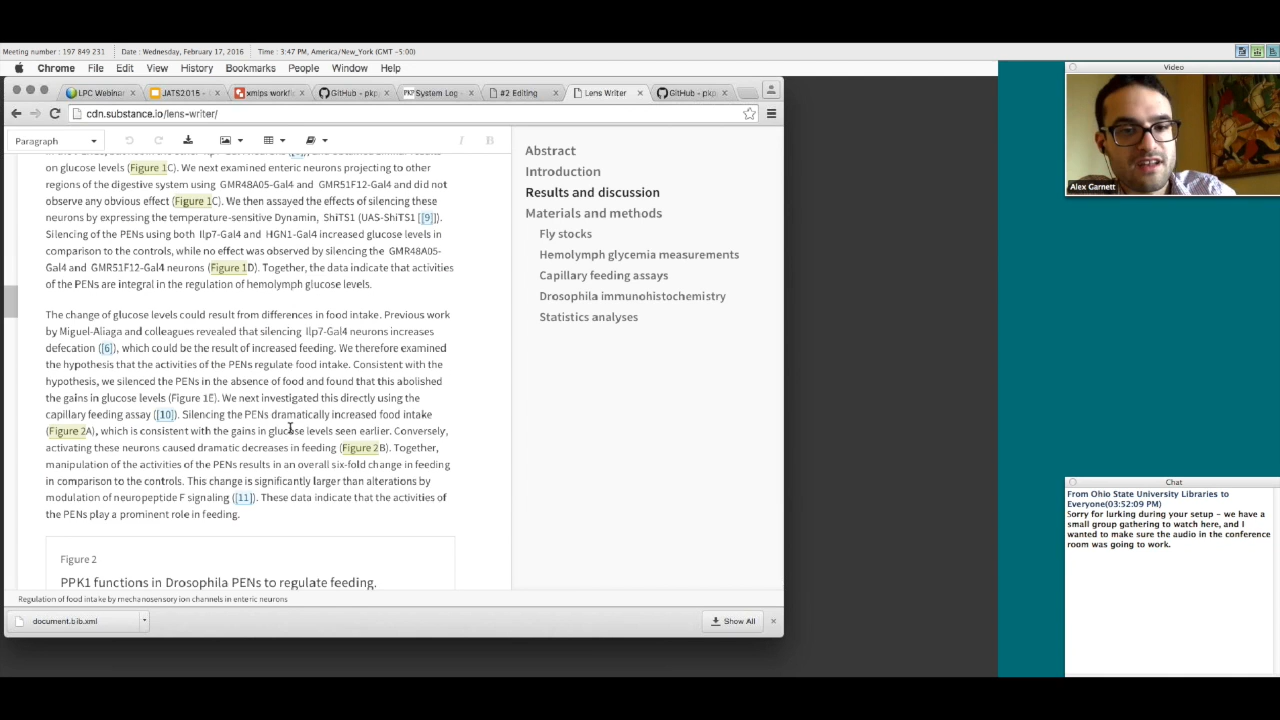 Meeting number : 197 849 231 Date : Wednesday, February 17, 2016 Time : 3:47 PM, America/New_York (GMT -5:00)
Chrome File Edit View History Bookmarks People Window Help
LPC Webinar JATS2015 - xmlps workfl GitHub - pkp System Log #2 Editing Lens Writer GitHub - pkp
cdn.substance.io/lens-writer/
Paragraph I B
on glucose levels (Figure 1C). We next examined enteric neurons projecting to other
regions of the digestive system using GMR48A05-Gal4 and GMR51F12-Gal4 and did not
observe any obvious effect (Figure 1C). We then assayed the effects of silencing these
neurons by expressing the temperature-sensitive Dynamin, ShiTS1 (UAS-ShiTS1 [[9]).
Silencing of the PENs using both Ilp7-Gal4 and HGN1-Gal4 increased glucose levels in
comparison to the controls, while no effect was observed by silencing the GMR48A05-
Gal4 and GMR51F12-Gal4 neurons (Figure 1D). Together, the data indicate that activities
of the PENs are integral in the regulation of hemolymph glucose levels.
The change of glucose levels could result from differences in food intake. Previous work
by Miguel-Aliaga and colleagues revealed that silencing Ilp7-Gal4 neurons increases
defecation ([6]), which could be the result of increased feeding. We therefore examined
the hypothesis that the activities of the PENs regulate food intake. Consistent with the
hypothesis, we silenced the PENs in the absence of food and found that this abolished
the gains in glucose levels (Figure 1E). We next investigated this directly using the
capillary feeding assay ([10]). Silencing the PENs dramatically increased food intake
(Figure 2A), which is consistent with the gains in glucose levels seen earlier. Conversely,
activating these neurons caused dramatic decreases in feeding (Figure 2B). Together,
manipulation of the activities of the PENs results in an overall six-fold change in feeding
in comparison to the controls. This change is significantly larger than alterations by
modulation of neuropeptide F signaling ([11]). These data indicate that the activities of
the PENs play a prominent role in feeding.
Figure 2
PPK1 functions in Drosophila PENs to regulate feeding.
Regulation of food intake by mechanosensory ion channels in enteric neurons
document.bib.xml
Show All
Abstract
Introduction
Results and discussion
Materials and methods
Fly stocks
Hemolymph glycemia measurements
Capillary feeding assays
Drosophila immunohistochemistry
Statistics analyses
Video
Alex Garnett
Chat
From Ohio State University Libraries to
Everyone(03:52:09 PM)
Sorry for lurking during your setup - we have a
small group gathering to watch here, and I
wanted to make sure the audio in the conference
room was going to work.